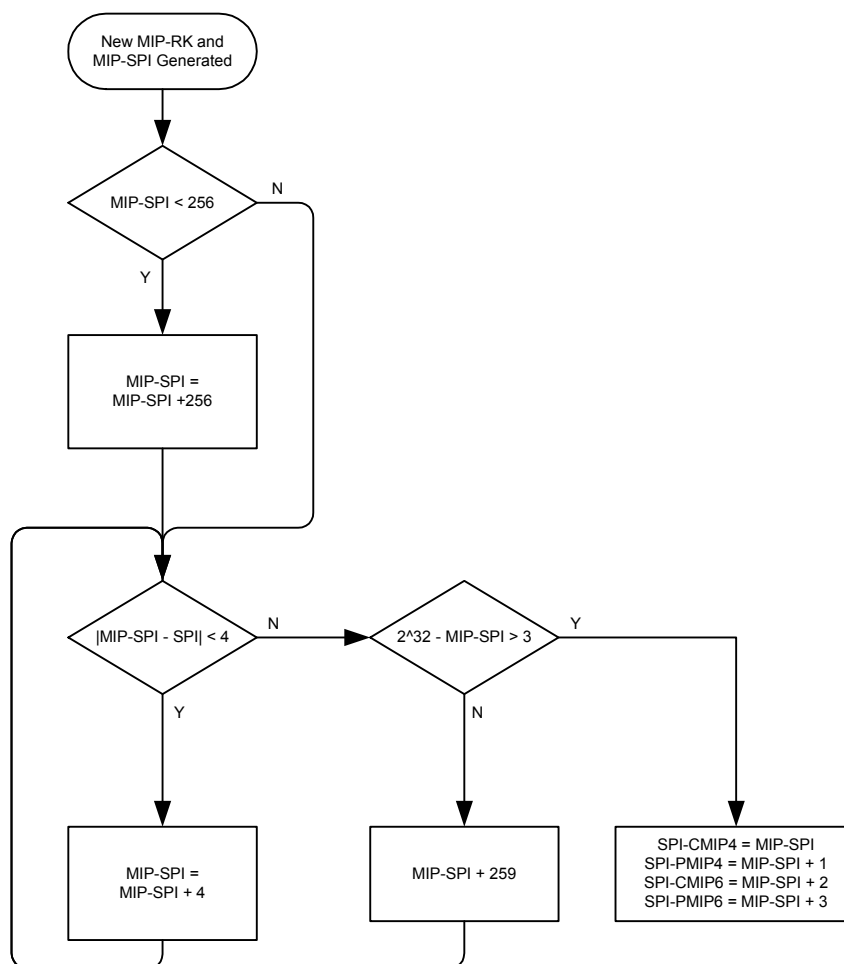 New MIP-RK and
MIP-SPI Generated
MIP-SPI < 256
N
Y
MIP-SPI =
MIP-SPI +256
|MIP-SPI - SPI| < 4
N
2^32 - MIP-SPI > 3
Y
Y
N
MIP-SPI =
MIP-SPI + 4
MIP-SPI + 259
SPI-CMIP4 = MIP-SPI
SPI-PMIP4 = MIP-SPI + 1
SPI-CMIP6 = MIP-SPI + 2
SPI-PMIP6 = MIP-SPI + 3